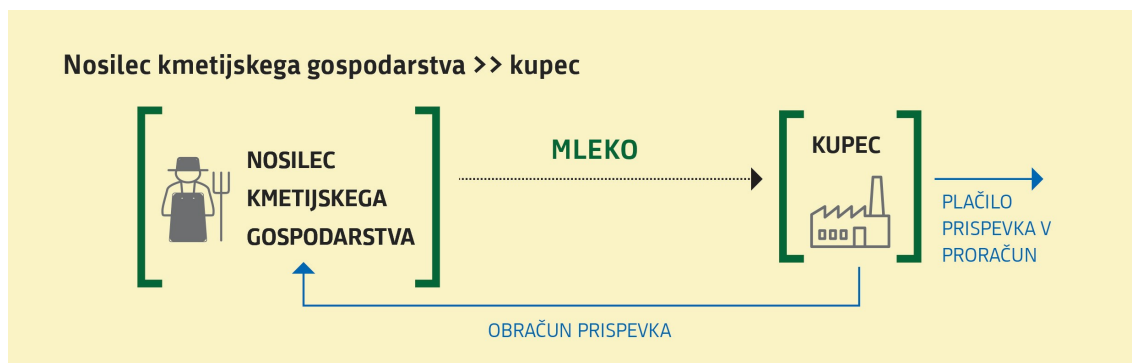 Nosilec kmetijskega gospodarstva >> kupec
NOSILEC
KMETIJSKEGA
GOSPODARSTVA
MLEKO
KUPEC
PLAČILO
PRISPEVKA V
PRORAČUN
OBRAČUN PRISPEVKA